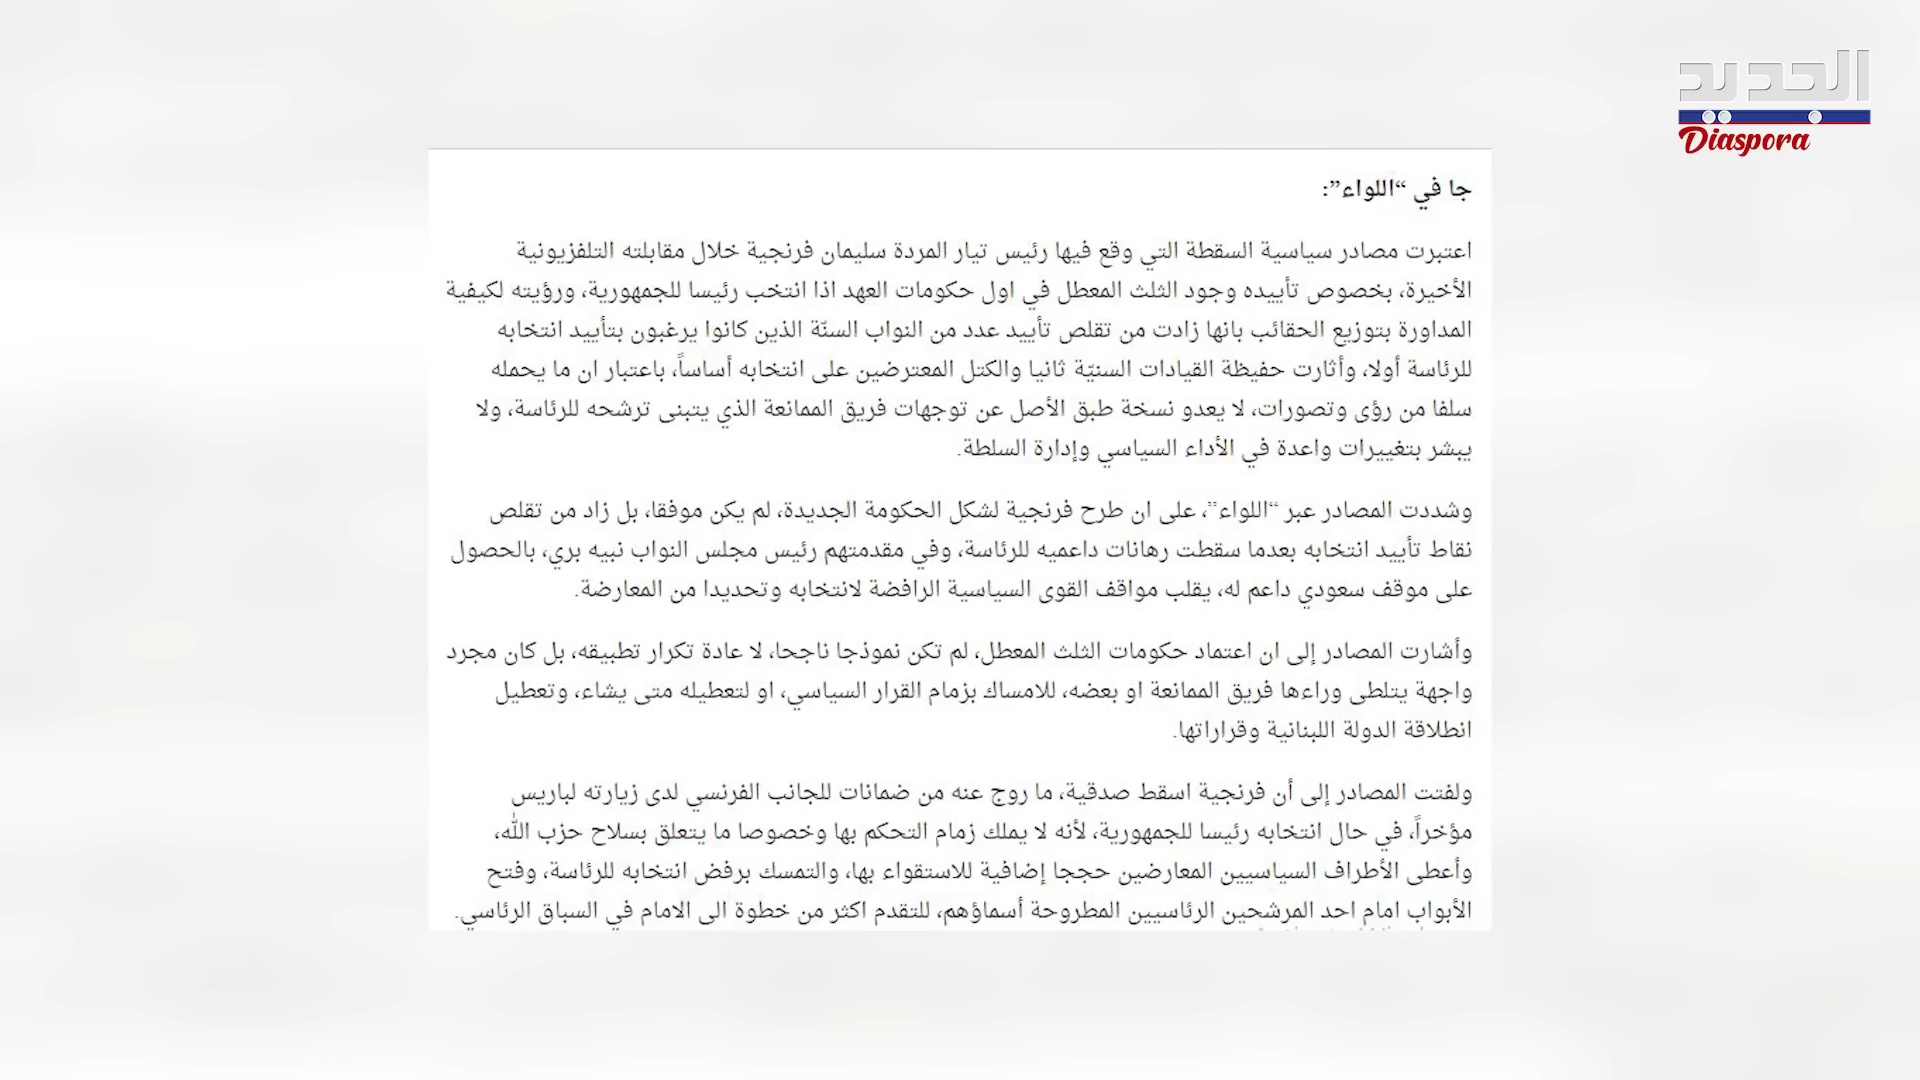 الجديد
Diaspora
جا في “اللواء”:
اعتبرت مصادر سياسية السقطة التي وقع فيها رئيس تيار المردة سليمان فرنجية خلال مقابلته التلفزيونية
الأخيرة، بخصوص تأييده وجود الثلث المعطل في اول حكومات العهد اذا انتخب رئيسا للجمهورية، ورؤيته لكيفية
المداورة بتوزيع الحقائب بانها زادت من تقلص تأييد عدد من النواب السنّة الذين كانوا يرغبون بتأييد انتخابه
للرئاسة أولا، وأثارت حفيظة القيادات السنيّة ثانيا والكتل المعترضين على انتخابه أساساً، باعتبار ان ما يحمله
سلفا من رؤى وتصورات، لا يعدو نسخة طبق الأصل عن توجهات فريق الممانعة الذي يتبنى ترشحه للرئاسة، ولا
يبشر بتغييرات واعدة في الأداء السياسي وإدارة السلطة.
وشددت المصادر عبر “اللواء”، على ان طرح فرنجية لشكل الحكومة الجديدة، لم يكن موفقا، بل زاد من تقلص
نقاط تأييد انتخابه بعدما سقطت رهانات داعميه للرئاسة، وفي مقدمتهم رئيس مجلس النواب نبيه بري، بالحصول
على موقف سعودي داعم له، يقلب مواقف القوى السياسية الرافضة لانتخابه وتحديدا من المعارضة.
وأشارت المصادر إلى ان اعتماد حكومات الثلث المعطل، لم تكن نموذجا ناجحا، لا عادة تكرار تطبيقه، بل كان مجرد
واجهة يتلطى وراءها فريق الممانعة او بعضه، للامساك بزمام القرار السياسي، او لتعطيله متى يشاء، وتعطيل
انطلاقة الدولة اللبنانية وقراراتها.
ولفتت المصادر إلى أن فرنجية اسقط صدقية، ما روج عنه من ضمانات للجانب الفرنسي لدى زيارته لباريس
مؤخراً، في حال انتخابه رئيسا للجمهورية، لأنه لا يملك زمام التحكم بها وخصوصا ما يتعلق بسلاح حزب الله،
وأعطى الأطراف السياسيين المعارضين حججا إضافية للاستقواء بها، والتمسك برفض انتخابه للرئاسة، وفتح
الأبواب امام احد المرشحين الرئاسيين المطروحة أسماؤهم، للتقدم اكثر من خطوة الى الامام في السباق الرئاسي.